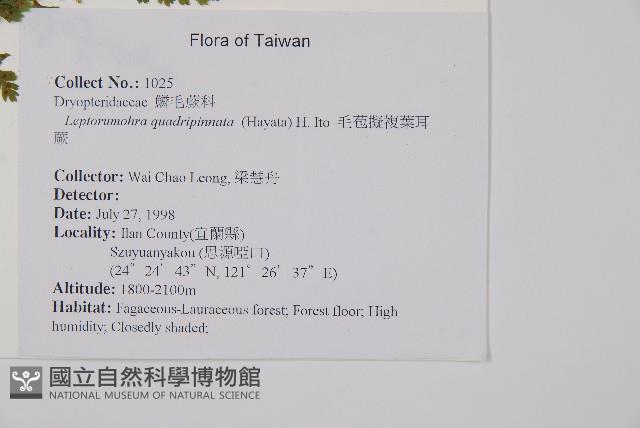 Flora of Taiwan
Collect No.: 1025
Dryopteridaceae 鱗毛蕨科
Leptorumohra quadripinnata (Hayata) H. Ito 毛苞擬複葉耳
蕨
Collector: Wai Chao Leong, 梁慧舟
Detector:
Date: July 27, 1998
Locality: Ilan County(宜蘭縣)
Szuyuanyakou (思源啞口)
(24° 24' 43” N, 121° 26' 37” E)
Altitude: 1800-2100m
Habitat: Fagaceous-Lauraceous forest; Forest floor; High
humidity; Closedly shaded;
國立自然科學博物館
NATIONAL MUSEUM OF NATURAL SCIENCE